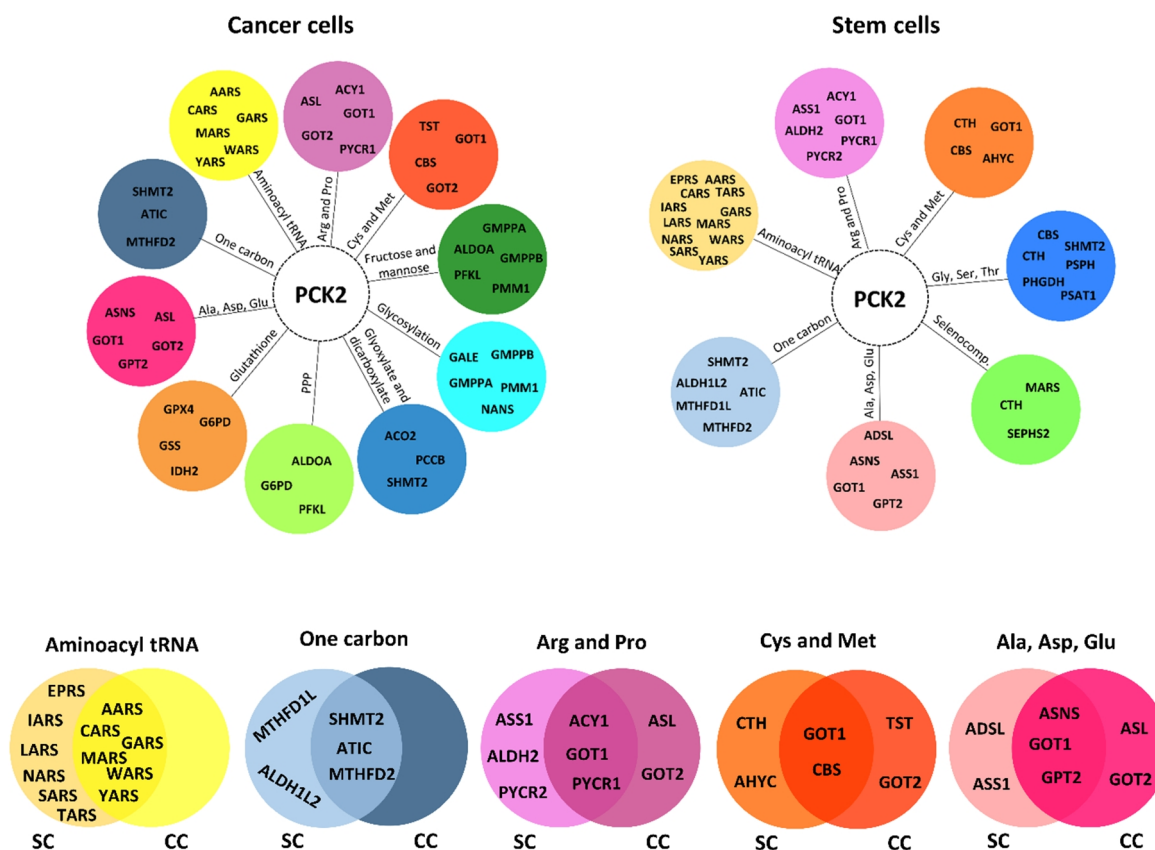 Cancer cells
Stem cells
AARS
CARS
GARS
MARS
WARS
YARS
ACY1
ASL
GOT1
GOT2
PYCR1
TST
GOT1
CBS
GOT2
SHMT2
ATIC
MTHFD2
GMPPA
ALDOA
GMPPB
PFKL
PMM1
ASNS
ASL
GOT1
GOT2
GPT2
GALE
GMPPB
GMPPA
PMM1
NANS
GPX4
G6PD
GSS
IDH2
ALDOA
G6PD
PFKL
ACO2
PCCB
SHMT2
Aminoacyl tRNA
Arg and Pro
Cys and Met
One carbon
Fructose and
mannose
Ala, Asp, Glu
Glycosylation
Glutathione
PPP
Glyoxylate and
dicarboxylate
PCK2
ACY1
ASS1
GOT1
ALDH2
PYCR1
PYCR2
CTH
GOT1
CBS
AHYC
EPRS AARS
CARS TARS
IARS
GARS
LARS MARS
NARS WARS
SARS
YARS
CBS
SHMT2
CTH
PSPH
PHGDH
PSAT1
SHMT2
ALDH1L2
ATIC
MTHFD1L
MTHFD2
ADSL
ASNS
ASS1
GOT1
GPT2
MARS
CTH
SEPHS2
Arg and Pro
Cys and Met
Aminoacyl tRNA
Gly, Ser, Thr
One carbon
Selenocomp.
Ala, Asp, Glu
PCK2
Aminoacyl tRNA
EPRS
IARS
LARS
NARS
SARS
TARS
AARS
CARS
GARS
MARS
WARS
YARS
SC
CC
One carbon
MTHFD1L
ALDH1L2
SHMT2
ATIC
MTHFD2
SC
CC
Arg and Pro
ASS1
ALDH2
PYCR2
ACY1
GOT1
PYCR1
ASL
GOT2
SC
CC
Cys and Met
CTH
AHYC
GOT1
CBS
TST
GOT2
SC
CC
Ala, Asp, Glu
ADSL
ASS1
ASNS
GOT1
GPT2
ASL
GOT2
SC
CC